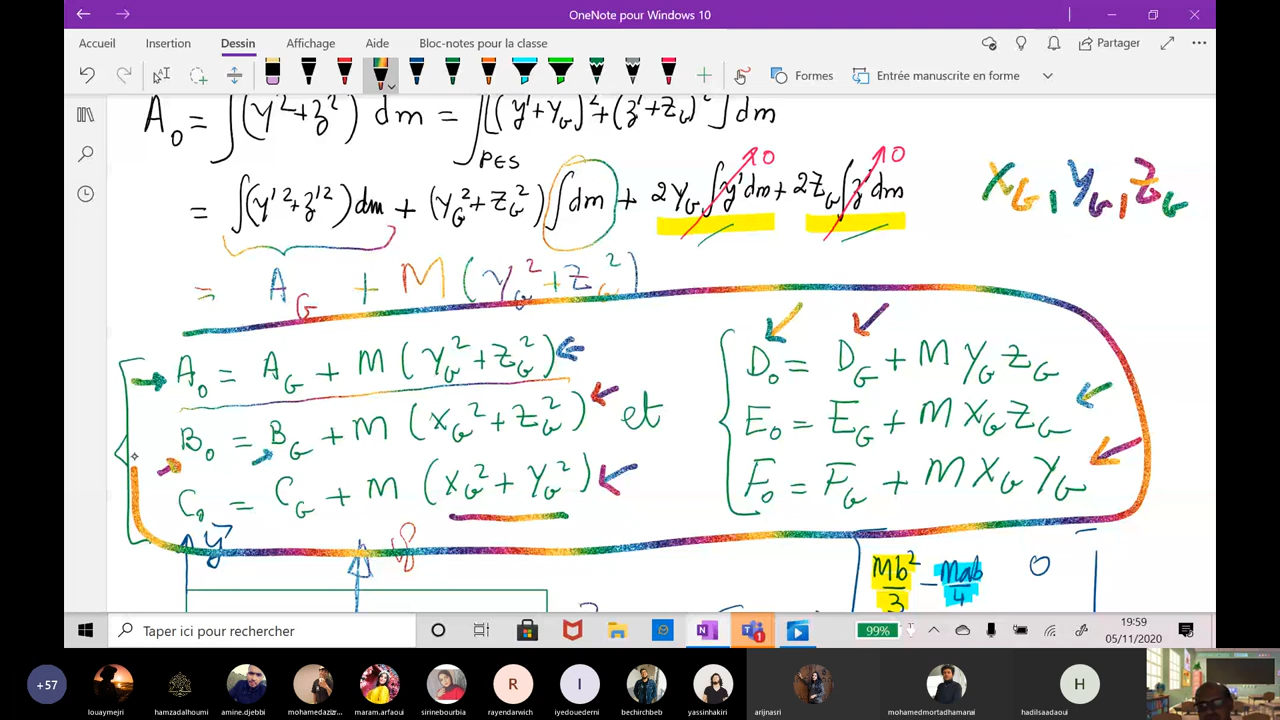 OneNote pour Windows 10
Accueil Insertion Dessin Affichage Aide Bloc-notes pour la classe Partager
Formes Entrée manuscrite en forme
A₀ = ∫(y²+z²) dm = ∫[(y'+Y_G)²+(z'+Z_G)²]dm
PES
= ∫(y'²+z'²)dm + (Y_G²+Z_G²)∫dm + 2Y_G∫y'dm + 2Z_G∫z'dm
0 0
X_G, Y_G, Z_G
= A_G + M(Y_G²+Z_G²)
A₀ = A_G + M(Y_G²+Z_G²)
B₀ = B_G + M(X_G²+Z_G²) et
C₀ = C_G + M(X_G²+Y_G²)
D₀ = D_G + M Y_G Z_G
E₀ = E_G + M X_G Z_G
F₀ = F_G + M X_G Y_G
y
Mb²/3 -Mab/4 0
Taper ici pour rechercher
99%
19:59
05/11/2020
+57
R I H
louaymejri hamzadalhoumi amine.djebbi mohamedaziz... maram.arfaoui sirinebourbia rayendarwich iyedouederni bechirchbeb yassinhakiri arijnasri mohamedmortadhamanai hadilsaadaoui